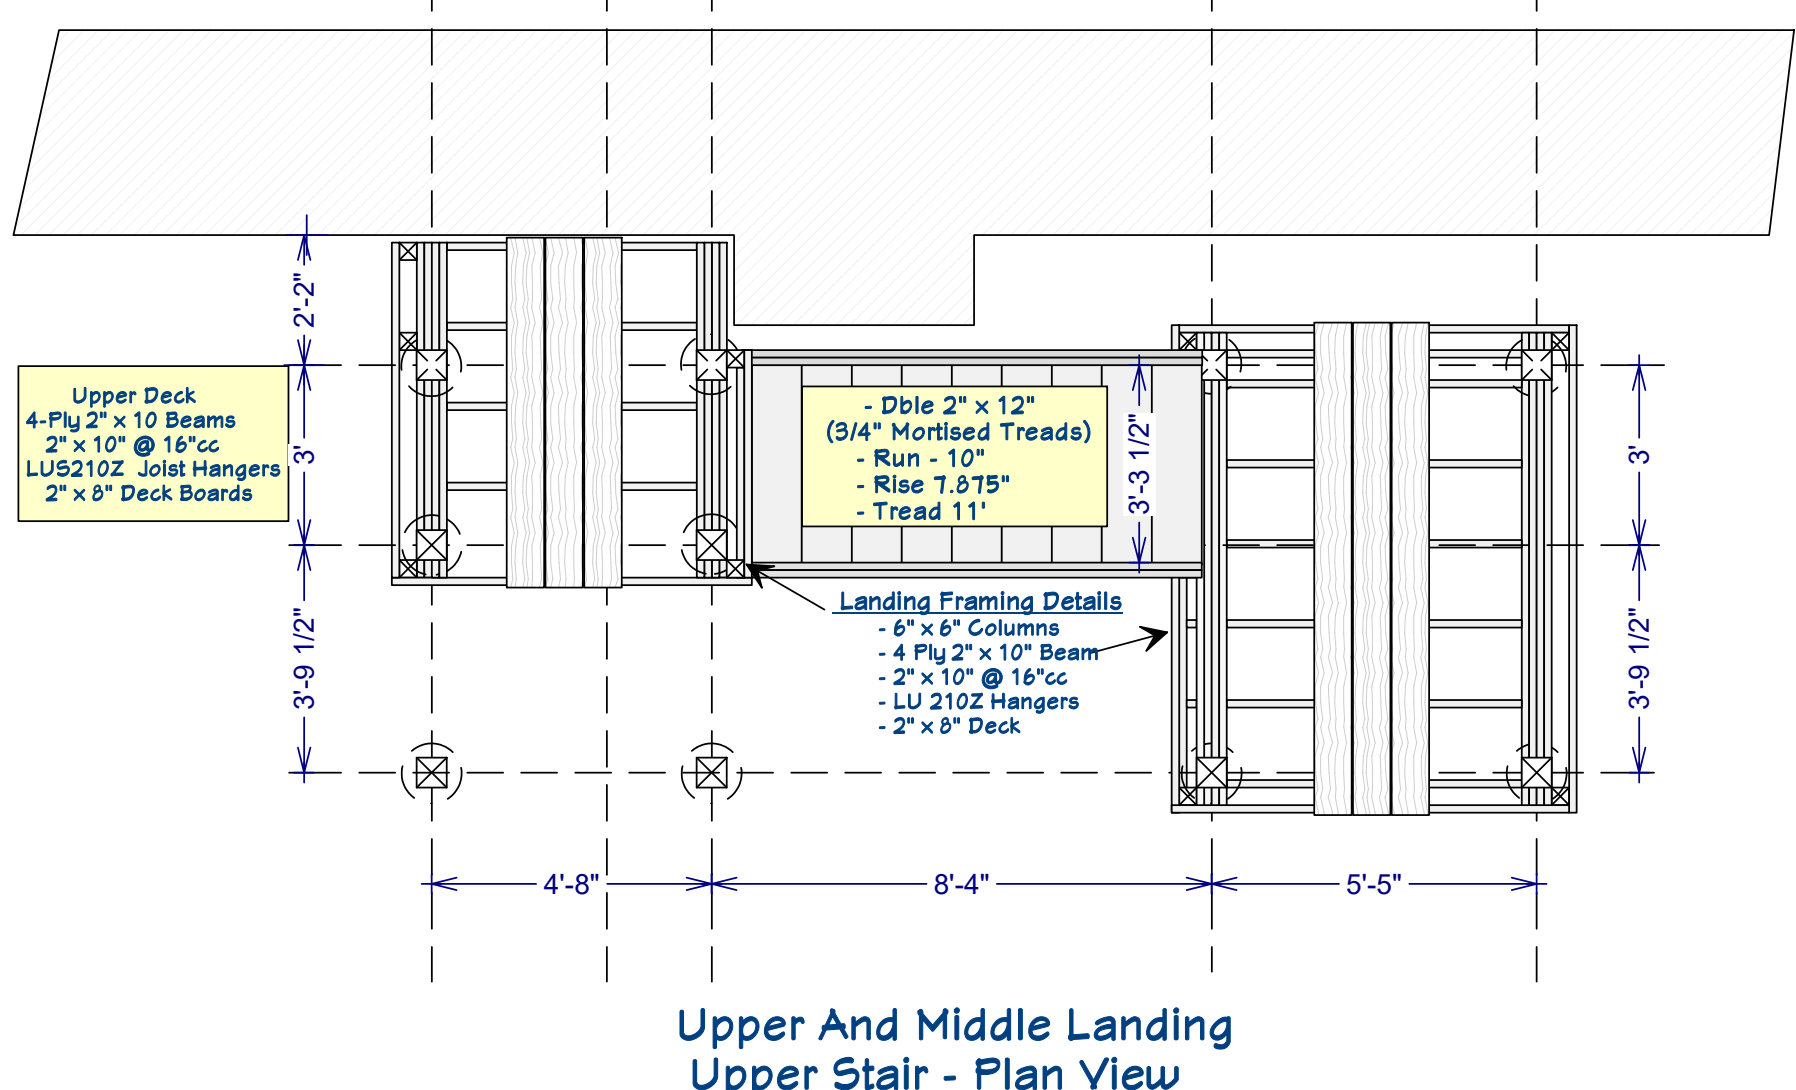 2'-2"
Upper Deck
4-Ply 2" x 10 Beams
2" x 10" @ 16"cc
LUS210Z Joist Hangers
2" x 8" Deck Boards
3'
- Dble 2" x 12"
(3/4" Mortised Treads)
- Run - 10"
- Rise 7.875"
- Tread 11'
3'-3 1/2"
3'
3'-9 1/2"
Landing Framing Details
- 6" x 6" Columns
- 4 Ply 2" x 10" Beam
- 2" x 10" @ 16"cc
- LU 210Z Hangers
- 2" x 8" Deck
3'-9 1/2"
4'-8"
8'-4"
5'-5"
Upper And Middle Landing
Upper Stair - Plan View